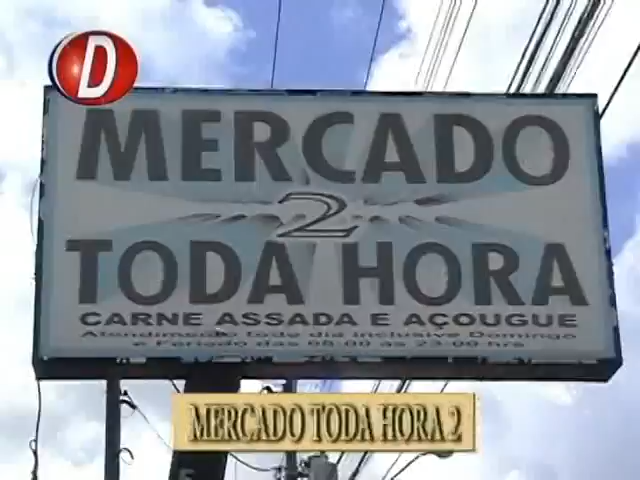 D
MERCADO
2
TODA HORA
CARNE ASSADA E AÇOUGUE
Atendimento todo dia inclusive Domingo
e Feriado das 08:00 as 23:00 hrs
MERCADO TODA HORA 2